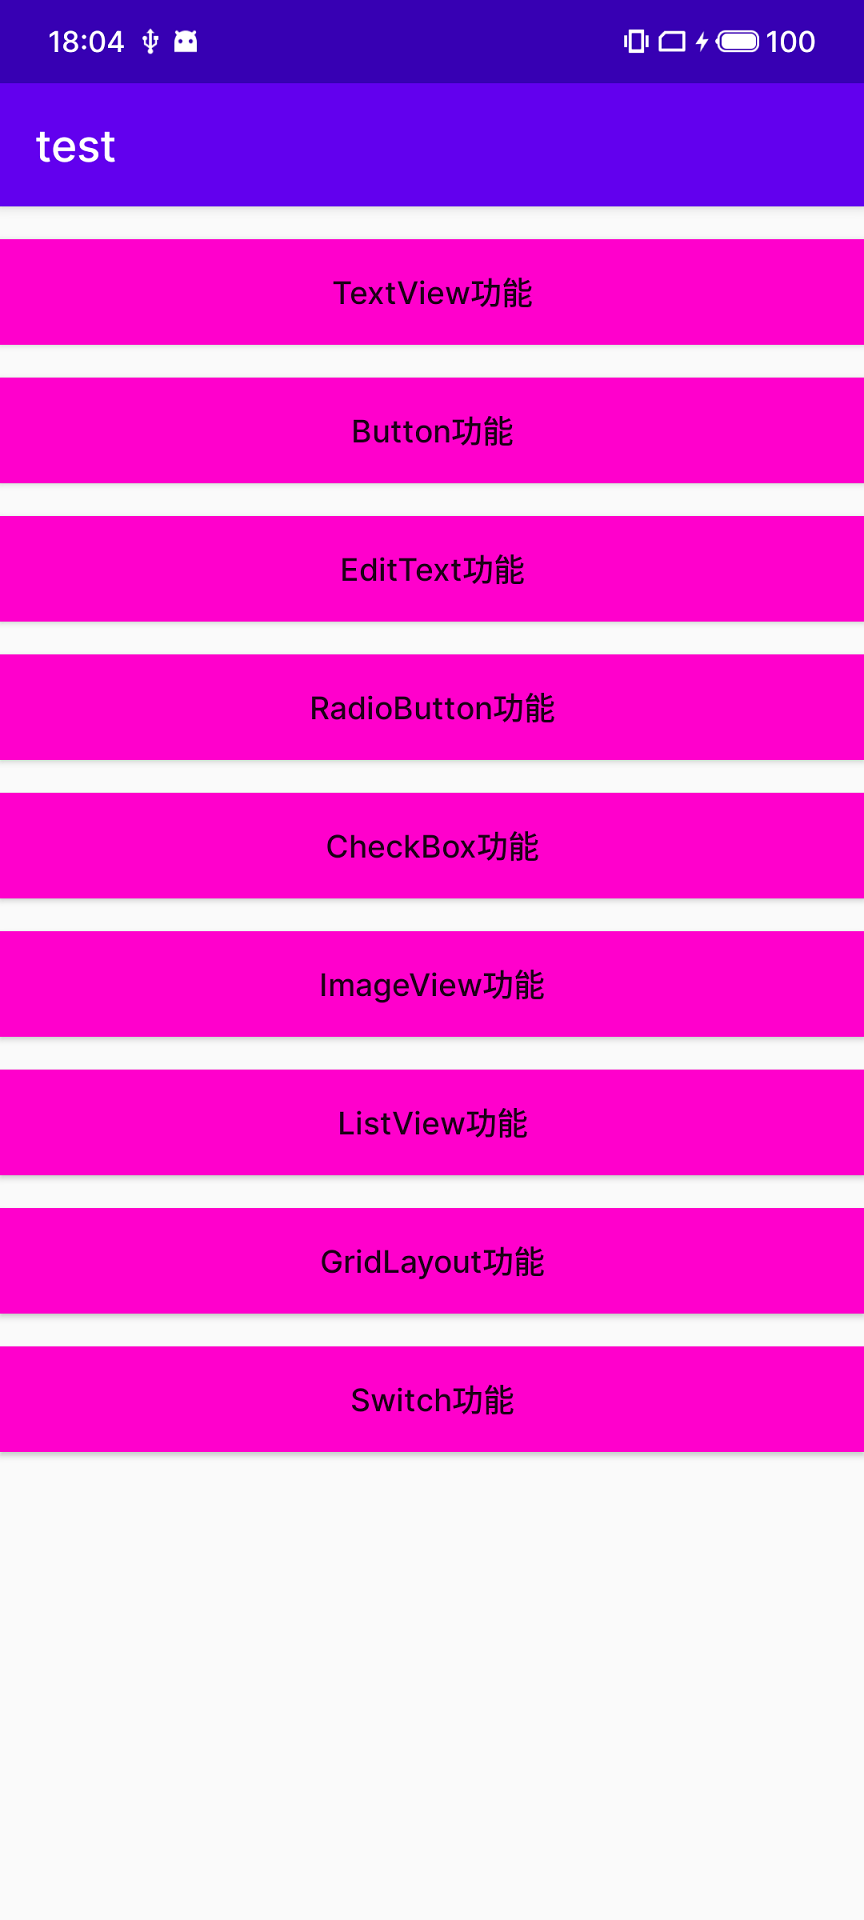 18:04 100
test
TextView功能
Button功能
EditText功能
RadioButton功能
CheckBox功能
ImageView功能
ListView功能
GridLayout功能
Switch功能